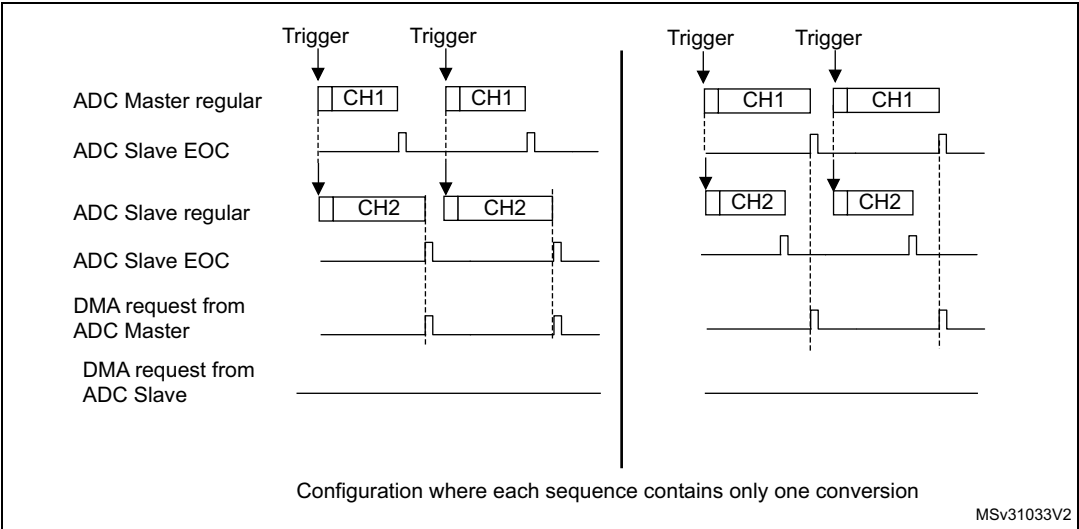 Trigger Trigger Trigger Trigger
ADC Master regular CH1 CH1 CH1 CH1
ADC Slave EOC
ADC Slave regular CH2 CH2 CH2 CH2
ADC Slave EOC
DMA request from
ADC Master
DMA request from
ADC Slave
Configuration where each sequence contains only one conversion
MSv31033V2